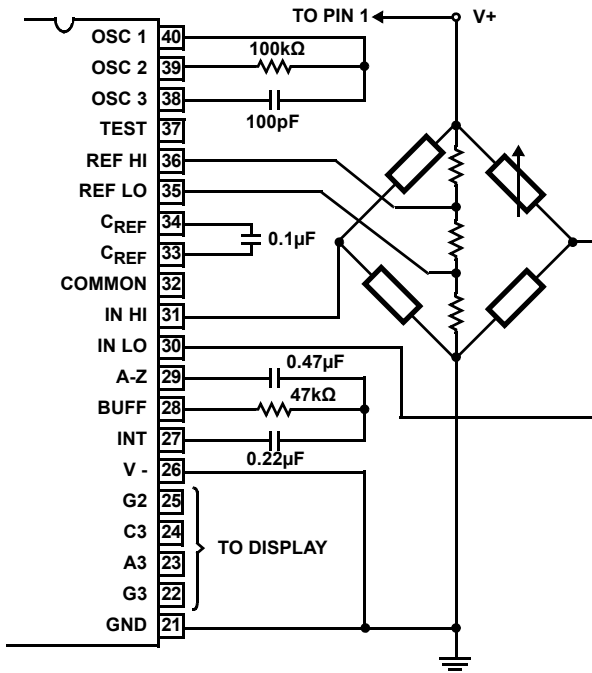 TO PIN 1 V+
OSC 1 40
100kΩ
OSC 2 39
OSC 3 38
100pF
TEST 37
REF HI 36
REF LO 35
CREF 34
0.1µF
CREF 33
COMMON 32
IN HI 31
IN LO 30
0.47µF
A-Z 29
47kΩ
BUFF 28
INT 27
0.22µF
V - 26
G2 25
C3 24
TO DISPLAY
A3 23
G3 22
GND 21